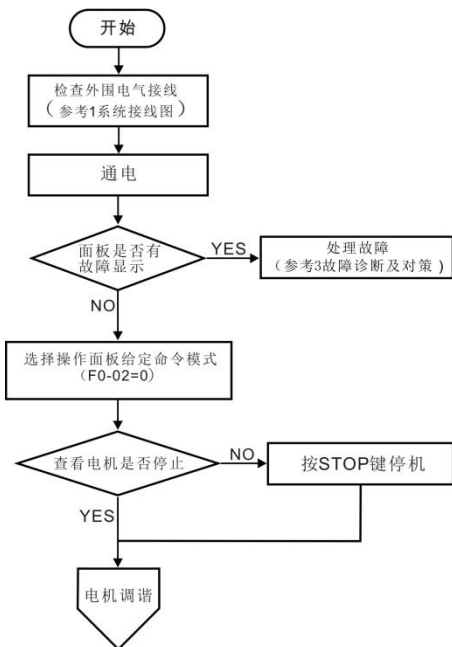 开始
检查外围电气接线
（参考1系统接线图）
通电
面板是否有
故障显示
YES
处理故障
（参考3故障诊断及对策）
NO
选择操作面板给定命令模式
（F0-02=0）
查看电机是否停止
NO
按STOP键停机
YES
电机调谐